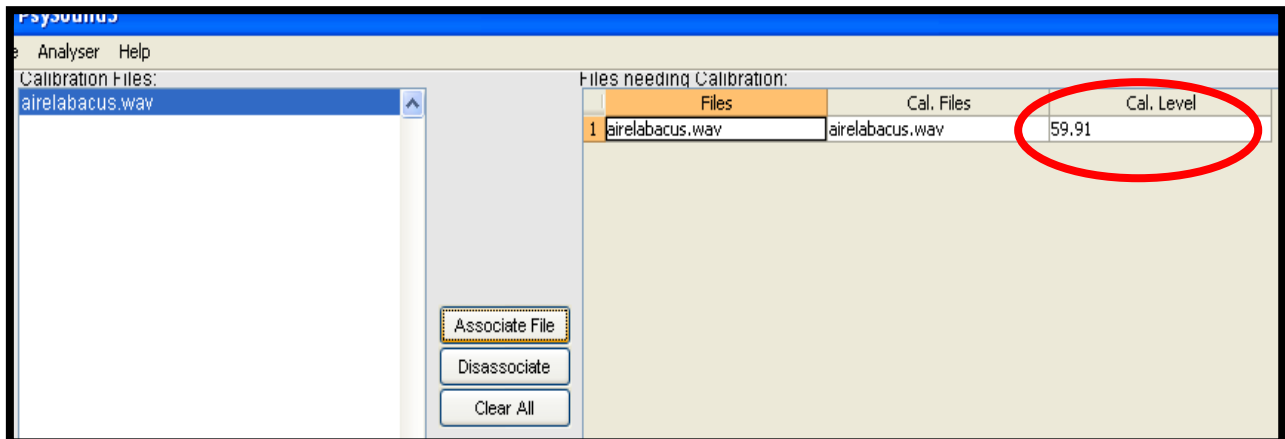 PsySound3
Analyser Help
Calibration Files:
airelabacus.wav
Files needing Calibration:
Files Cal. Files Cal. Level
1 airelabacus.wav airelabacus.wav 59.91
Associate File
Disassociate
Clear All